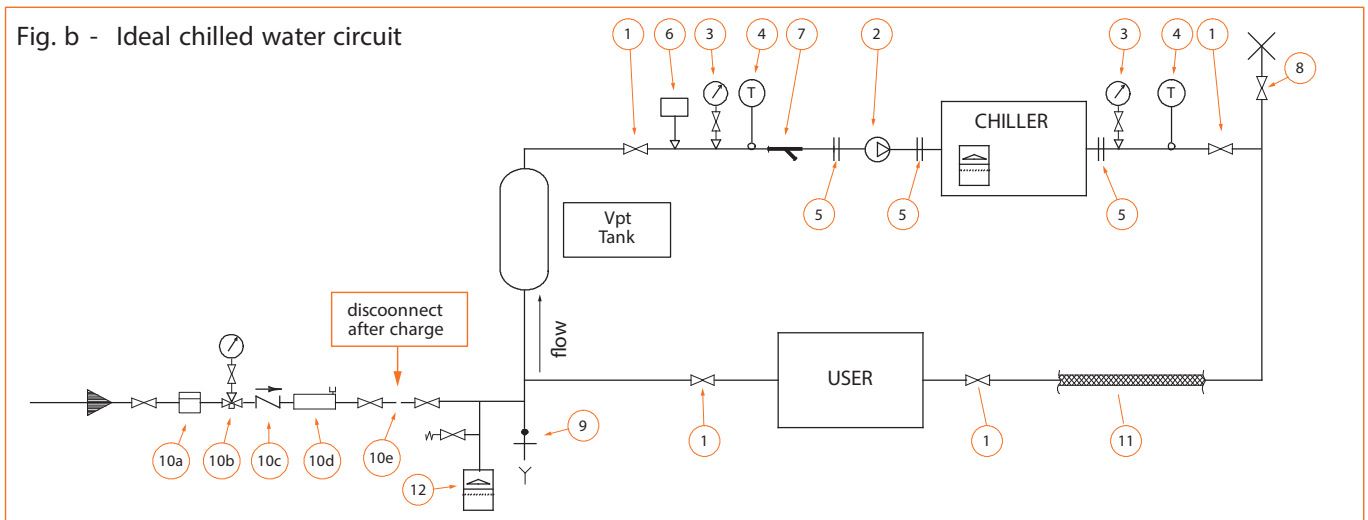 Fig. b - Ideal chilled water circuit
1 6 3 4 7 2 3 4 1
8
T T
CHILLER
5 5 5
Vpt
Tank
discoonnect
after charge
flow
USER
9
1 1 11
10a 10b 10c 10d 10e
12